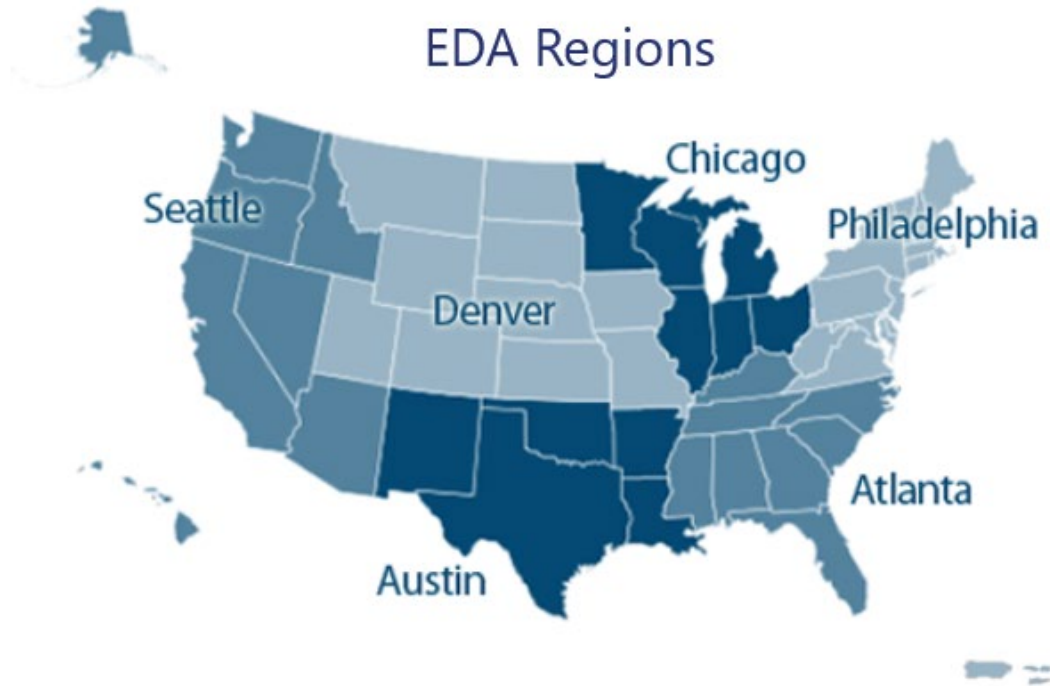 EDA Regions
Chicago
Seattle
Philadelphia
Denver
Atlanta
Austin